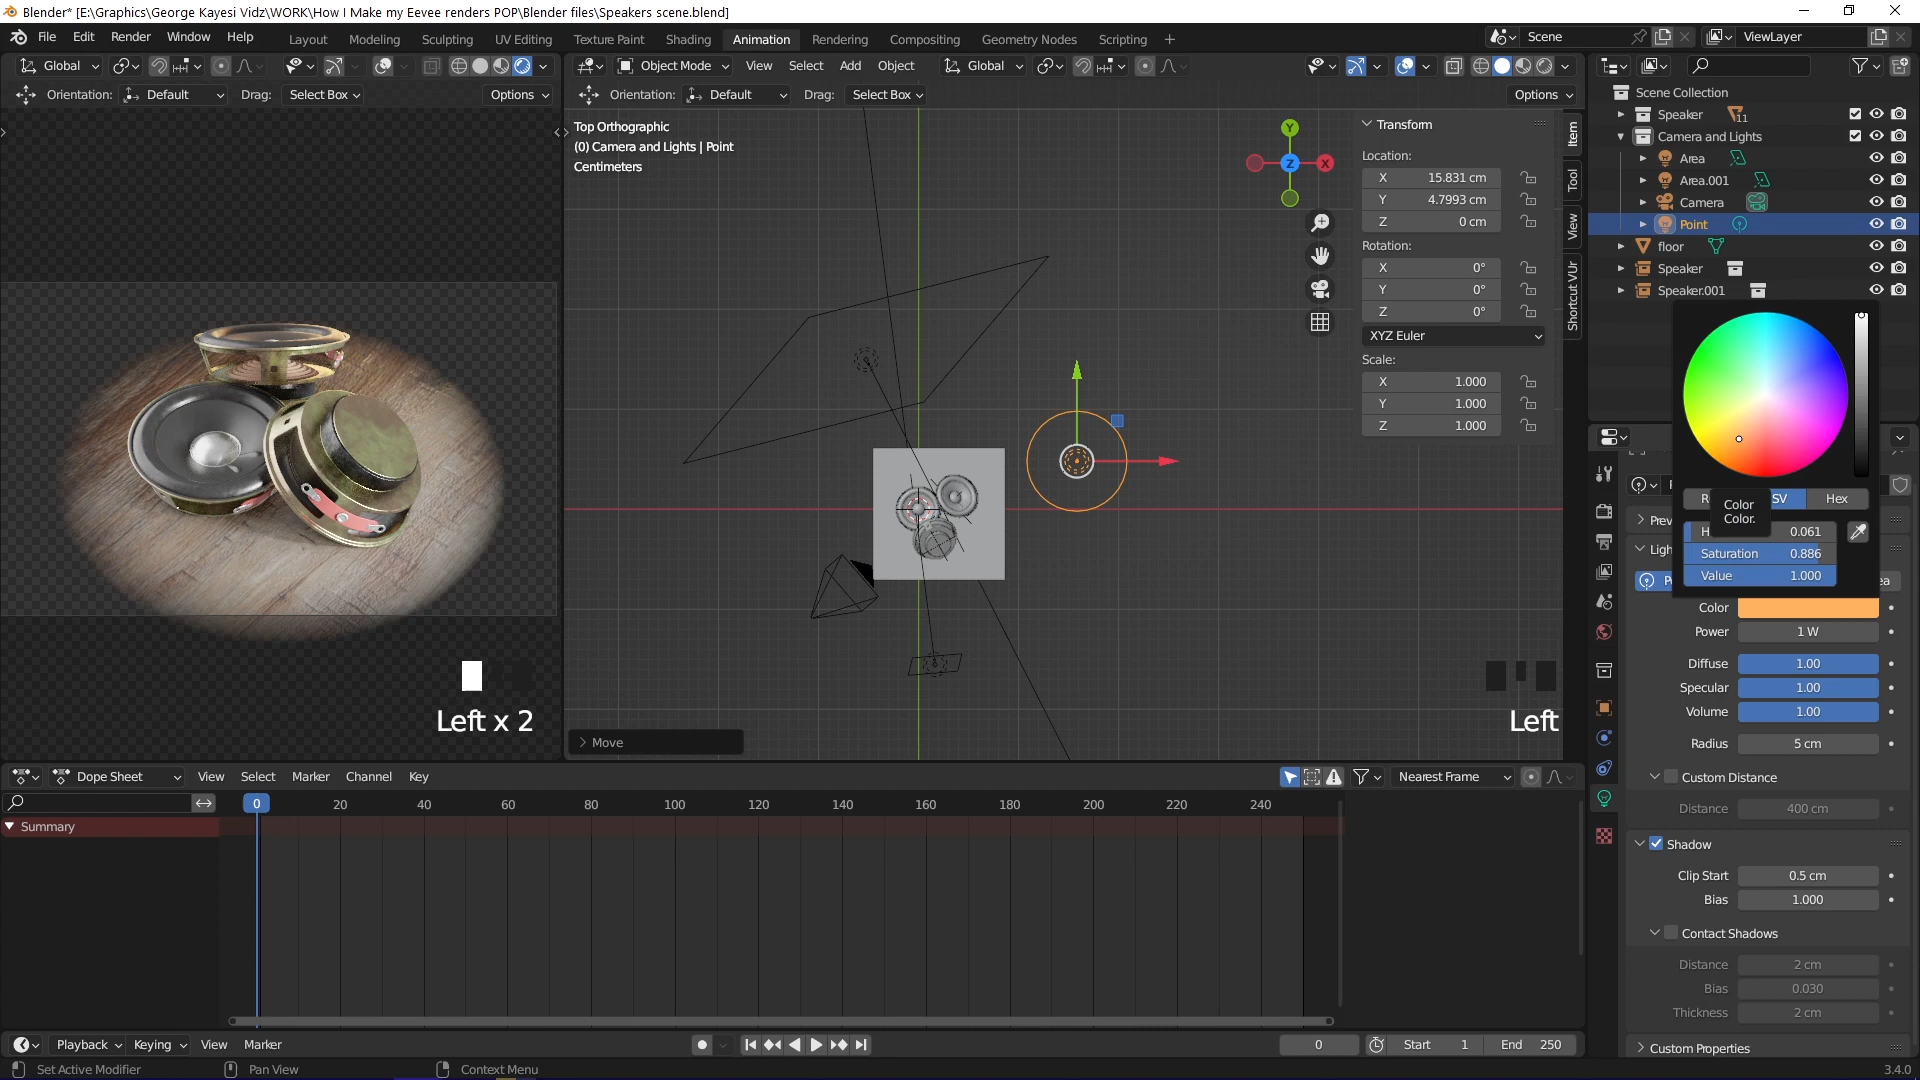 Blender* [E:\Graphics\George Kayesi Vidz\WORK\How I Make my Eevee renders POP\Blender files\Speakers scene.blend]
File Edit Render Window Help Layout Modeling Sculpting UV Editing Texture Paint Shading Animation Rendering Compositing Geometry Nodes Scripting + Scene ViewLayer
Global Object Mode View Select Add Object Global
Orientation: Default Drag: Select Box Options Orientation: Default Drag: Select Box Options
Top Orthographic
(0) Camera and Lights | Point
Centimeters
Y
Z
X
Left x 2
Left
Move
Transform
Location:
X 15.831 cm
Y 4.7993 cm
Z 0 cm
Rotation:
X 0°
Y 0°
Z 0°
XYZ Euler
Scale:
X 1.000
Y 1.000
Z 1.000
Item
Tool
View
Shortcut VUr
Scene Collection
Speaker 11
Camera and Lights
Area
Area.001
Camera
Point
floor
Speaker
Speaker.001
R SV Hex
Color
Color.
H 0.061
Saturation 0.886
Value 1.000
Prev
Ligh
Po ea
Color
Power 1 W
Diffuse 1.00
Specular 1.00
Volume 1.00
Radius 5 cm
Custom Distance
Distance 400 cm
Shadow
Clip Start 0.5 cm
Bias 1.000
Contact Shadows
Distance 2 cm
Bias 0.030
Thickness 2 cm
Custom Properties
Dope Sheet View Select Marker Channel Key Nearest Frame
0 20 40 60 80 100 120 140 160 180 200 220 240
Summary
Playback Keying View Marker 0 Start 1 End 250
Set Active Modifier Pan View Context Menu 3.4.0